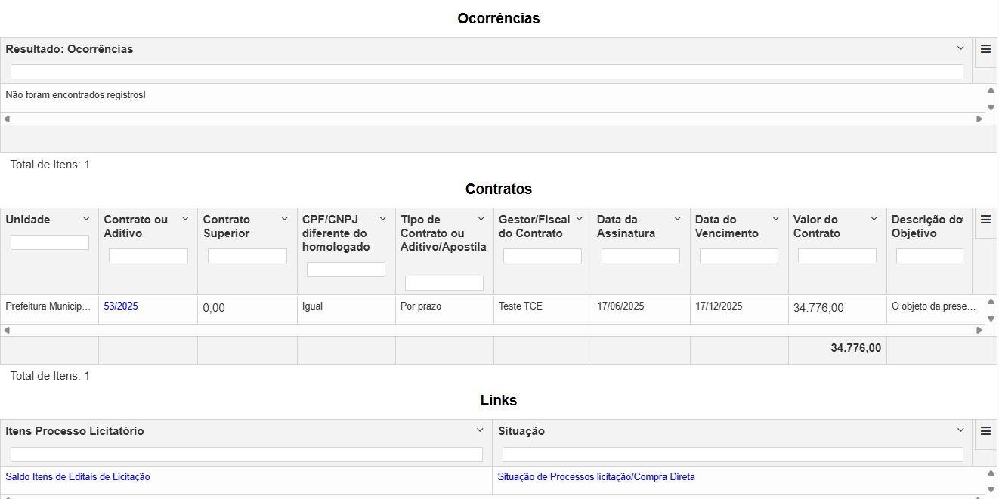 Ocorrências
Resultado: Ocorrências
Não foram encontrados registros!
Total de Itens: 1
Contratos
Unidade
Contrato ou
Aditivo
Contrato
Superior
CPF/CNPJ
diferente do
homologado
Tipo de
Contrato ou
Aditivo/Apostila
Gestor/Fiscal
do Contrato
Data da
Assinatura
Data do
Vencimento
Valor do
Contrato
Descrição do
Objetivo
Prefeitura Municip… 53/2025 0,00 Igual Por prazo Teste TCE 17/06/2025 17/12/2025 34.776,00 O objeto da prese…
34.776,00
Total de Itens: 1
Links
Itens Processo Licitatório Situação
Saldo Itens de Editais de Licitação Situação de Processos licitação/Compra Direta